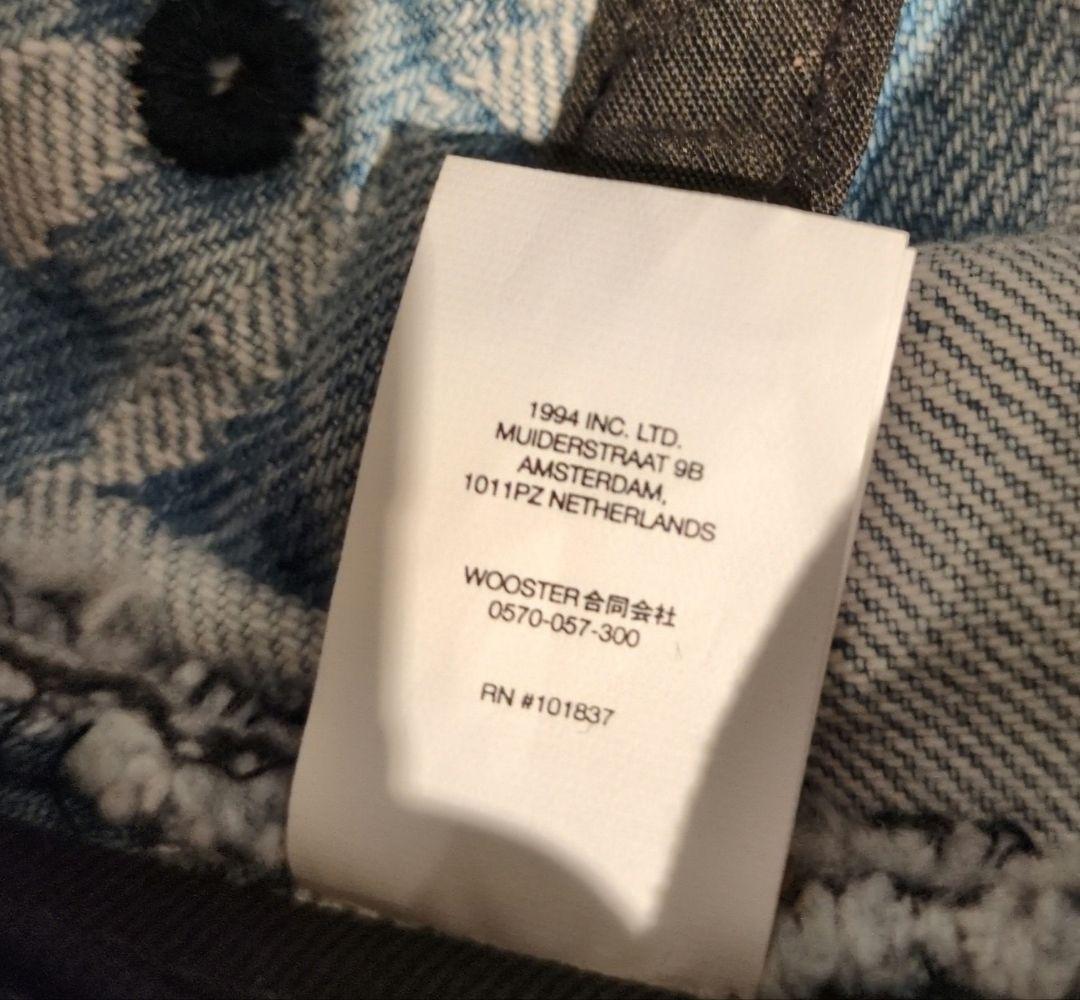 1994 INC. LTD.
MUIDERSTRAAT 9B
AMSTERDAM,
1011PZ NETHERLANDS
WOOSTER合同会社
0570-057-300
RN #101837